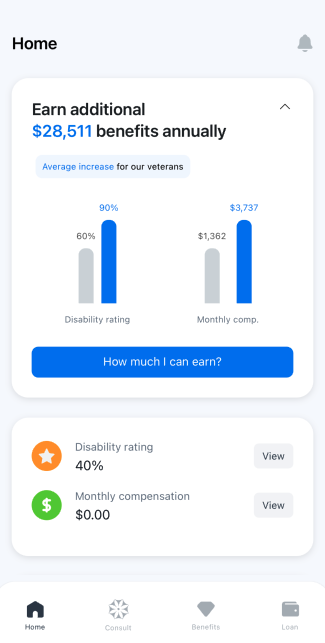 Home
Earn additional
$28,511 benefits annually
Average increase for our veterans
90%
$3,737
60%
$1,362
Disability rating
Monthly comp.
How much I can earn?
Disability rating
40%
View
Monthly compensation
$0.00
View
Home
Consult
Benefits
Loan